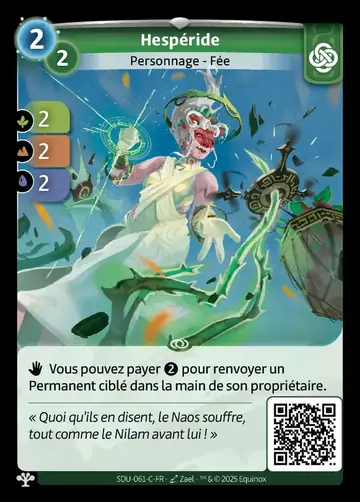 2
Hespéride
2
Personnage - Fée
2
2
2
Vous pouvez payer 2 pour renvoyer un
Permanent ciblé dans la main de son propriétaire.
« Quoi qu'ils en disent, le Naos souffre,
tout comme le Nilam avant lui ! »
SDU-061-C-FR - Zael - ™ & © 2025 Equinox